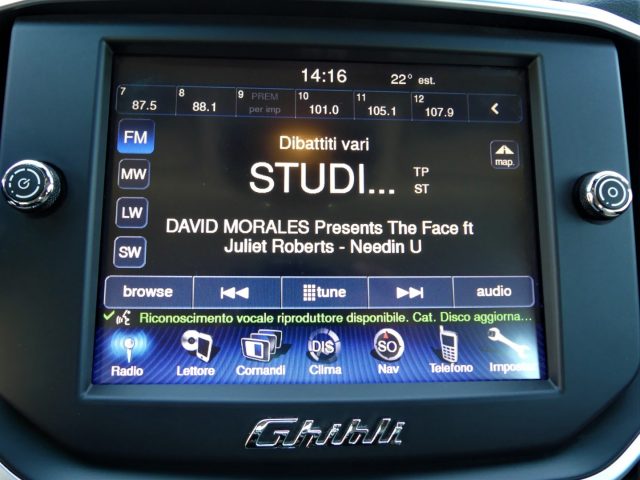 14:16 22° est.
7 8 9 PREM 10 11 12
87.5 88.1 per imp 101.0 105.1 107.9 <
FM Dibattiti vari
map.
MW STUDI... TP
ST
LW DAVID MORALES Presents The Face ft
SW Juliet Roberts - Needin U
browse tune audio
Riconoscimento vocale riproduttore disponibile. Cat. Disco aggiorna...
DIS SO
Radio Lettore Comandi Clima Nav Telefono Impost
Ghibli